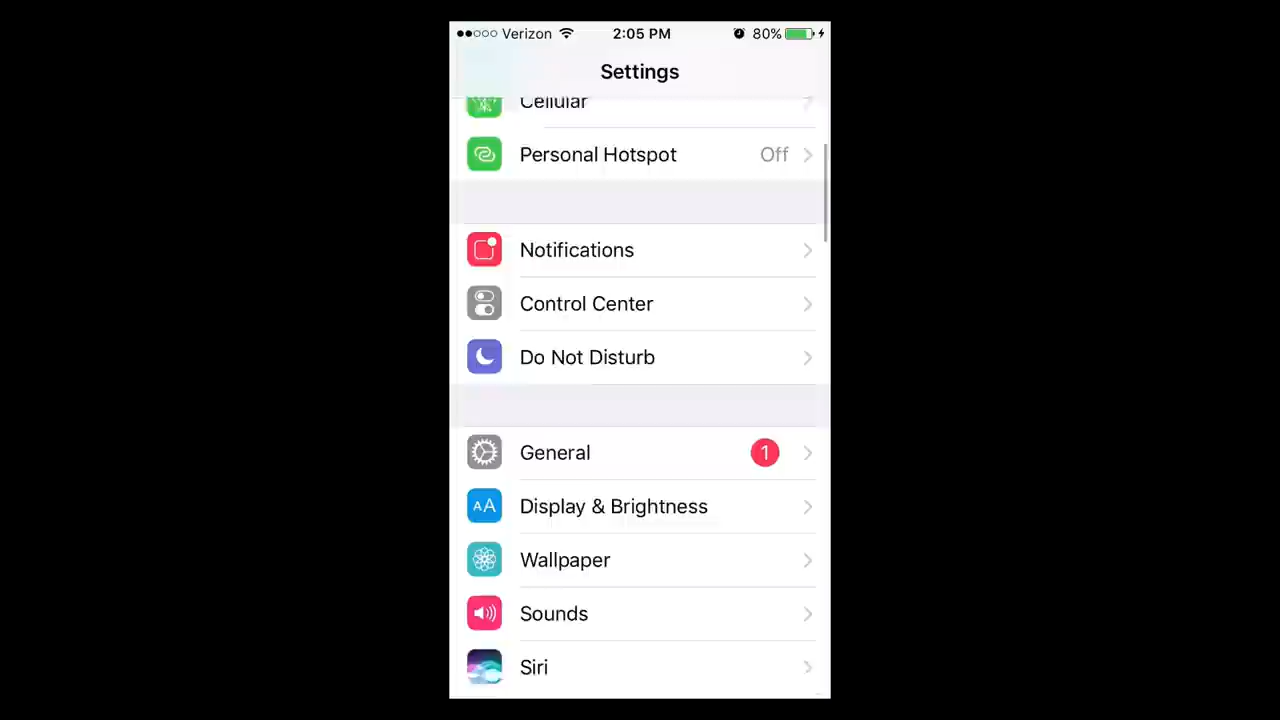 Verizon 2:05 PM 80%
Settings
Cellular
Personal Hotspot Off
Notifications
Control Center
Do Not Disturb
General 1
AA Display & Brightness
Wallpaper
Sounds
Siri